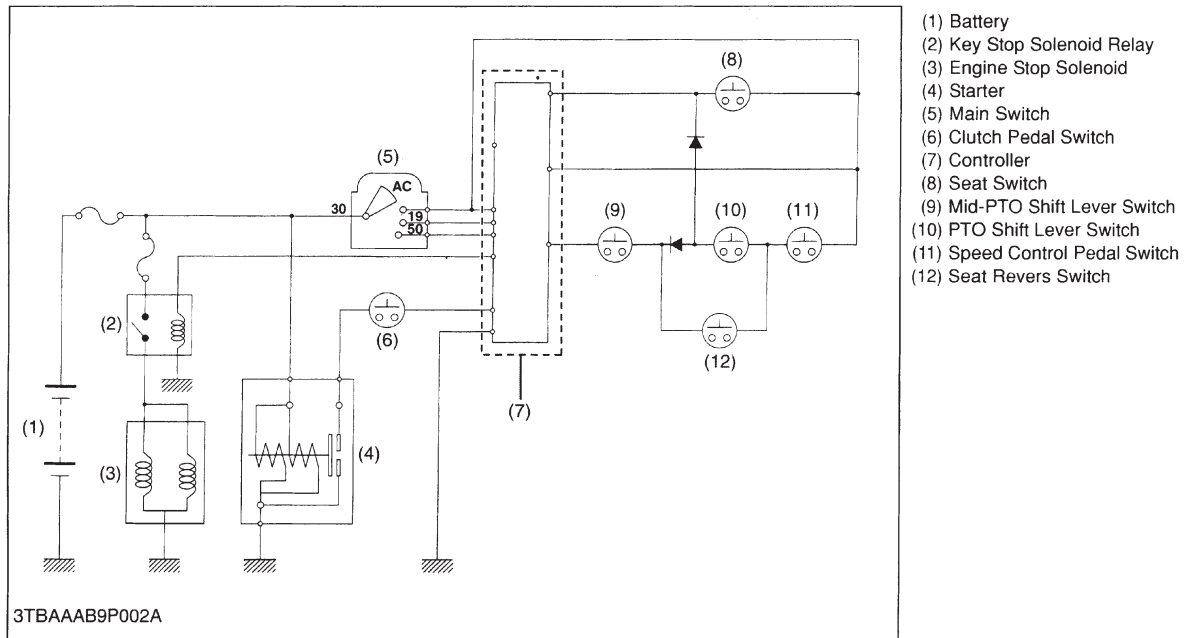 (1) Battery
(2) Key Stop Solenoid Relay
(3) Engine Stop Solenoid
(4) Starter
(5) Main Switch
(6) Clutch Pedal Switch
(7) Controller
(8) Seat Switch
(9) Mid-PTO Shift Lever Switch
(10) PTO Shift Lever Switch
(11) Speed Control Pedal Switch
(12) Seat Revers Switch
(8)
(5)
AC
30
19
50
(9)
(10)
(11)
(2)
(6)
(12)
(7)
(1)
(3)
(4)
3TBAAAB9P002A